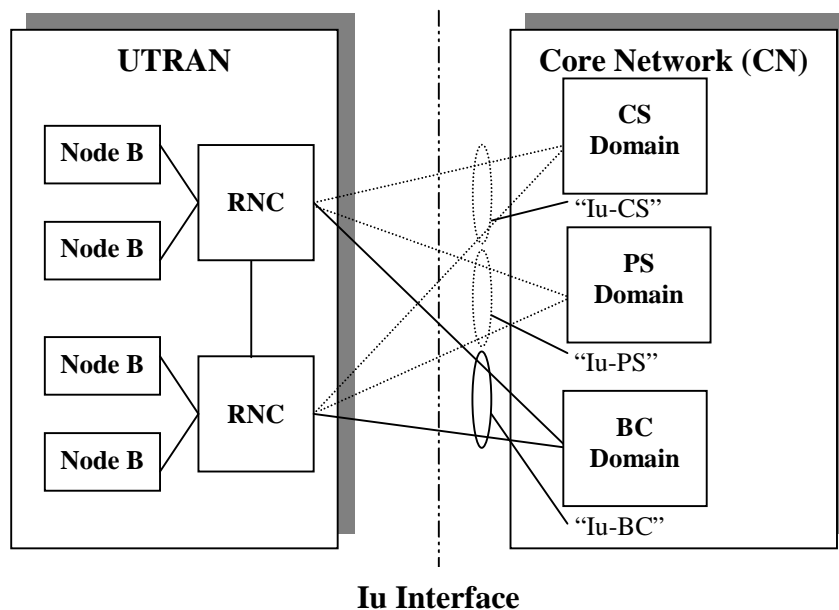 UTRAN
Node B
Node B
RNC
Node B
Node B
RNC
Core Network (CN)
CS
Domain
“Iu-CS”
PS
Domain
“Iu-PS”
BC
Domain
“Iu-BC”
Iu Interface